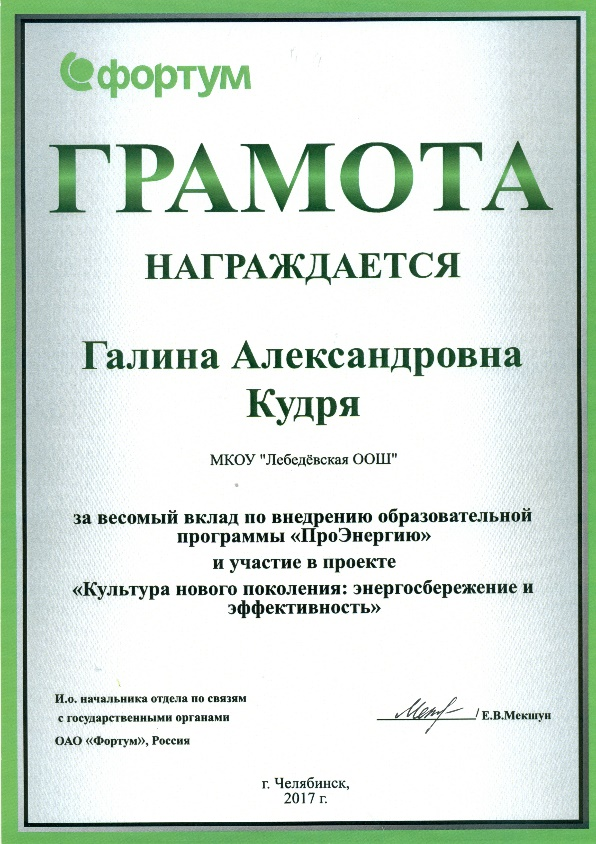 фортум
ГРАМОТА
НАГРАЖДАЕТСЯ
Галина Александровна
Кудря
МКОУ "Лебедёвская ООШ"
за весомый вклад по внедрению образовательной
программы «ПроЭнергию»
и участие в проекте
«Культура нового поколения: энергосбережение и
эффективность»
И.о. начальника отдела по связям
с государственными органами
ОАО «Фортум», Россия
/ Е.В.Мекшун
г. Челябинск,
2017 г.